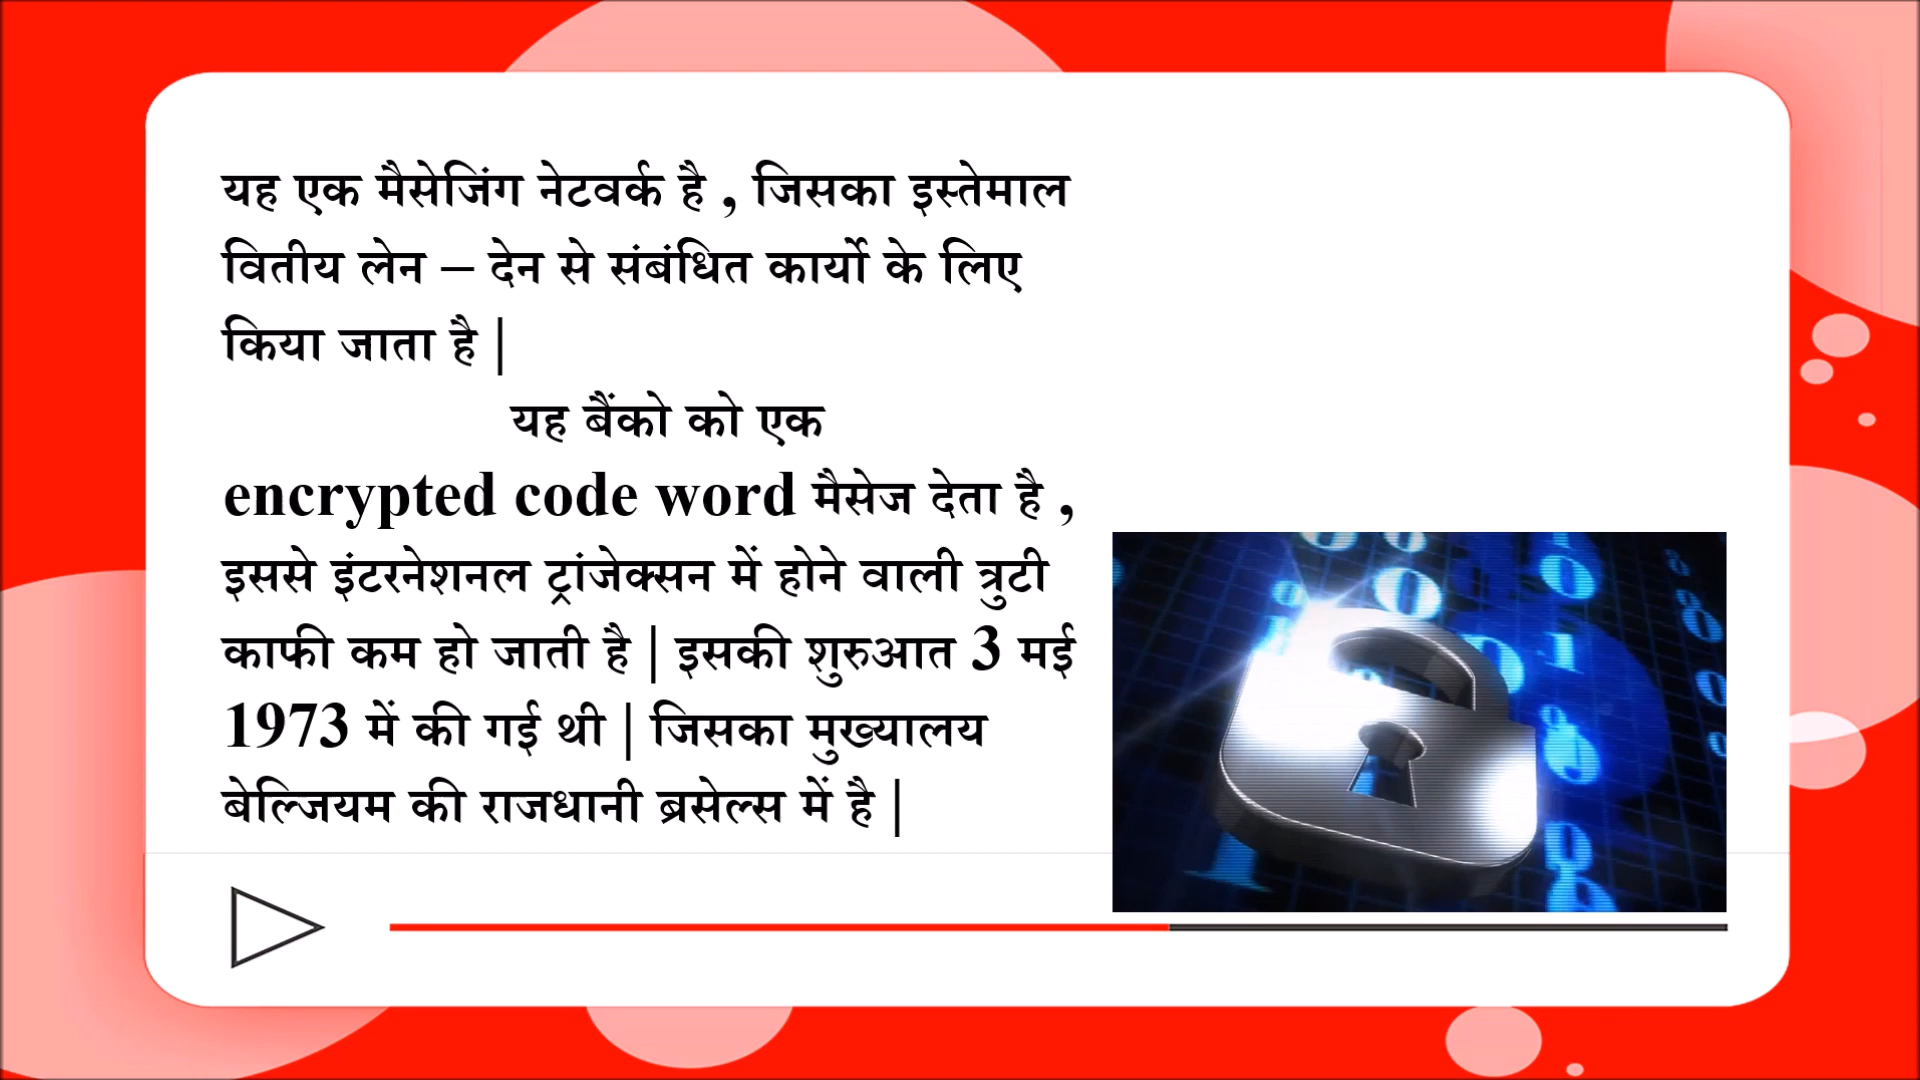 यह एक मैसेजिंग नेटवर्क है , जिसका इस्तेमाल
वितीय लेन – देन से संबंधित कार्यो के लिए
किया जाता है |
यह बैंको को एक
encrypted code word मैसेज देता है ,
इससे इंटरनेशनल ट्रांजेक्सन में होने वाली त्रुटी
काफी कम हो जाती है | इसकी शुरुआत 3 मई
1973 में की गई थी | जिसका मुख्यालय
बेल्जियम की राजधानी ब्रसेल्स में है |